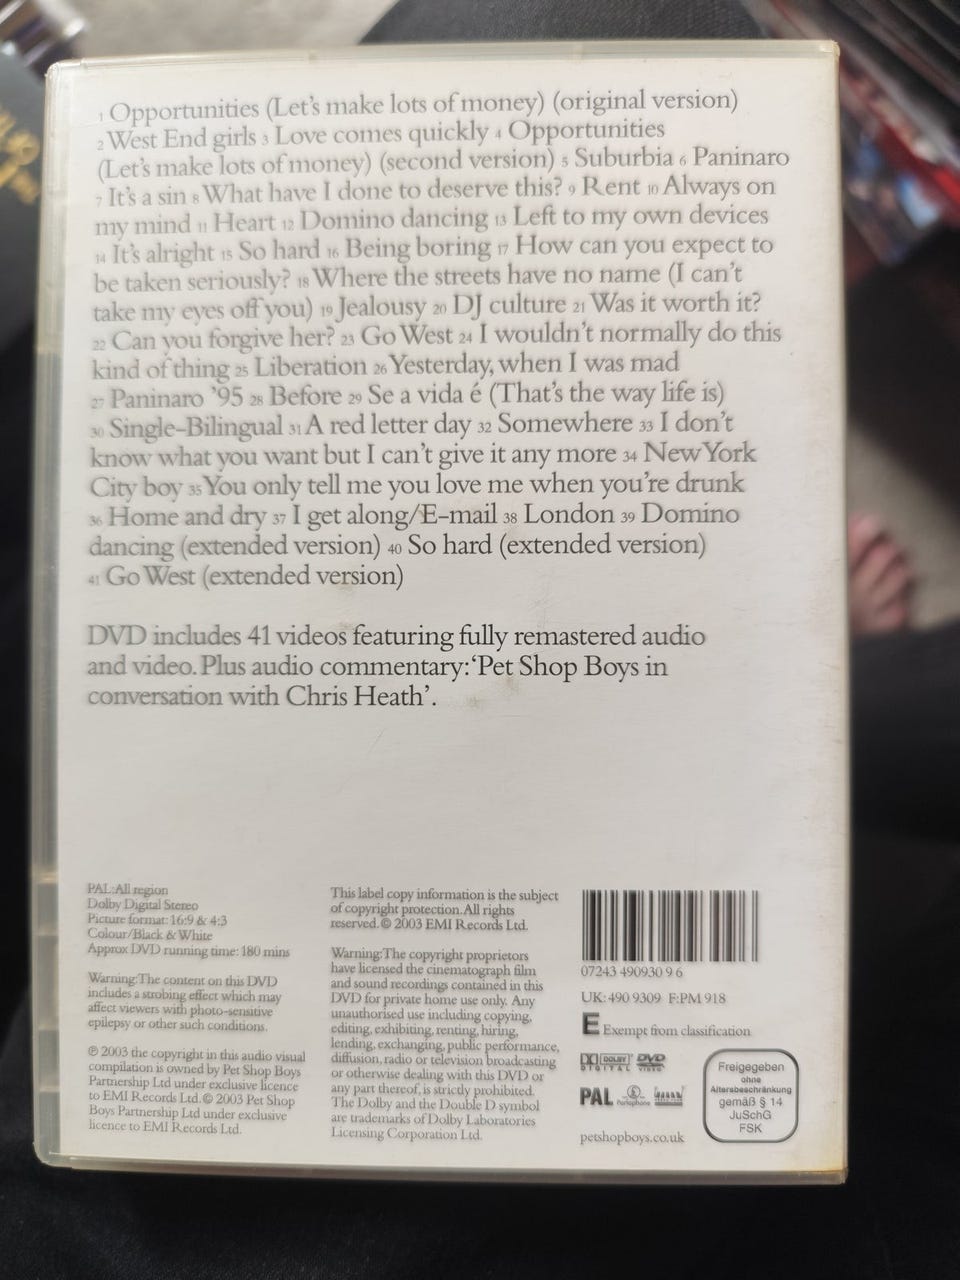 1 Opportunities (Let's make lots of money) (original version)
2 West End girls 3 Love comes quickly 4 Opportunities
(Let's make lots of money) (second version) 5 Suburbia 6 Paninaro
7 It's a sin 8 What have I done to deserve this? 9 Rent 10 Always on
my mind 11 Heart 12 Domino dancing 13 Left to my own devices
14 It's alright 15 So hard 16 Being boring 17 How can you expect to
be taken seriously? 18 Where the streets have no name (I can't
take my eyes off you) 19 Jealousy 20 DJ culture 21 Was it worth it?
22 Can you forgive her? 23 Go West 24 I wouldn't normally do this
kind of thing 25 Liberation 26 Yesterday, when I was mad
27 Paninaro '95 28 Before 29 Se a vida é (That's the way life is)
30 Single-Bilingual 31 A red letter day 32 Somewhere 33 I don't
know what you want but I can't give it any more 34 New York
City boy 35 You only tell me you love me when you're drunk
36 Home and dry 37 I get along/E-mail 38 London 39 Domino
dancing (extended version) 40 So hard (extended version)
41 Go West (extended version)
DVD includes 41 videos featuring fully remastered audio
and video. Plus audio commentary: 'Pet Shop Boys in
conversation with Chris Heath'.
PAL: All region
Dolby Digital Stereo
Picture format: 16:9 & 4:3
Colour/Black & White
Approx DVD running time: 180 mins
Warning: The content on this DVD
includes a strobing effect which may
affect viewers with photo-sensitive
epilepsy or other such conditions.
℗ 2003 the copyright in this audio visual
compilation is owned by Pet Shop Boys
Partnership Ltd under exclusive licence
to EMI Records Ltd. © 2003 Pet Shop
Boys Partnership Ltd under exclusive
licence to EMI Records Ltd.
This label copy information is the subject
of copyright protection. All rights
reserved. © 2003 EMI Records Ltd.
Warning: The copyright proprietors
have licensed the cinematograph film
and sound recordings contained in this
DVD for private home use only. Any
unauthorised use including copying,
editing, exhibiting, renting, hiring,
lending, exchanging, public performance,
diffusion, radio or television broadcasting
or otherwise dealing with this DVD or
any part thereof, is strictly prohibited.
The Dolby and the Double D symbol
are trademarks of Dolby Laboratories
Licensing Corporation Ltd.
07243 490930 9 6
UK: 490 9309 F: PM 918
E Exempt from classification
DOLBY DIGITAL DVD VIDEO
PAL Parlophone
petshopboys.co.uk
Freigegeben
ohne
Altersbeschränkung
gemäß § 14
JuSchG
FSK